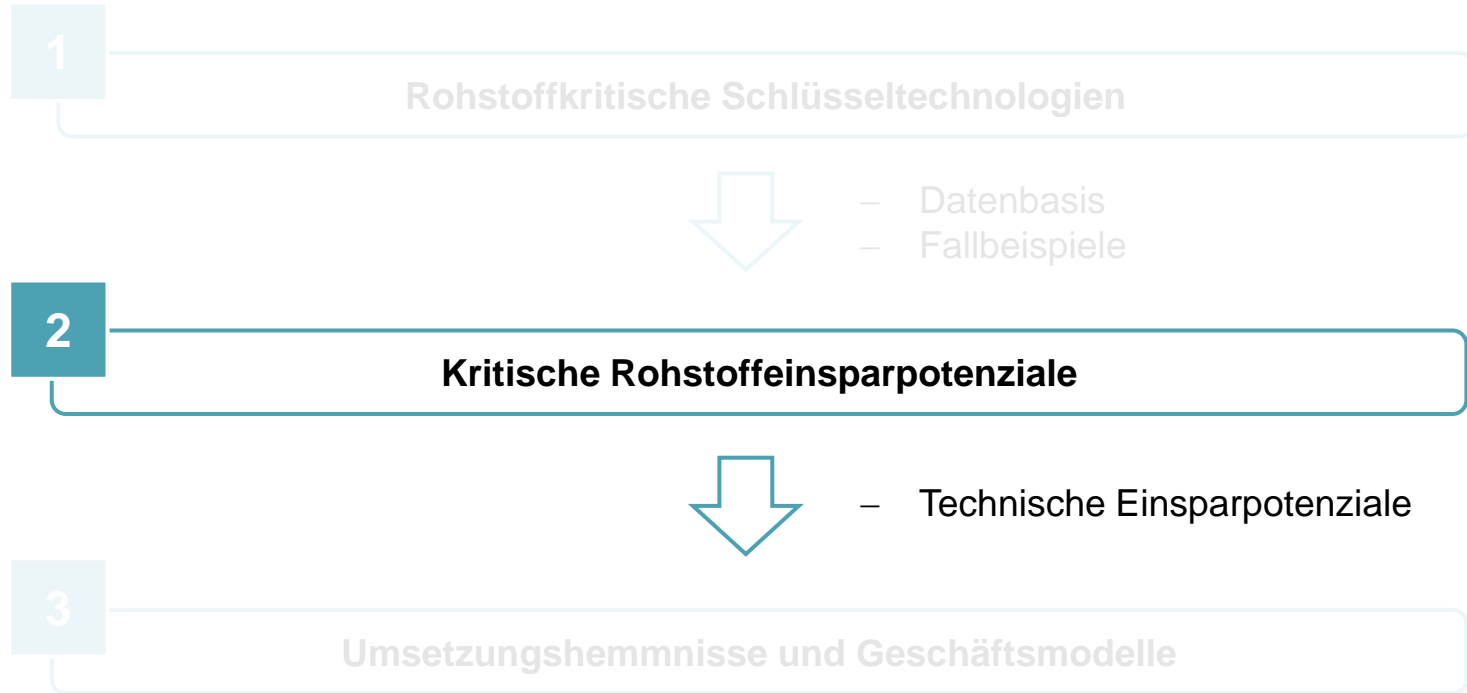 1
Rohstoffkritische Schlüsseltechnologien
– Datenbasis
– Fallbeispiele
2
Kritische Rohstoffeinsparpotenziale
– Technische Einsparpotenziale
3
Umsetzungshemmnisse und Geschäftsmodelle